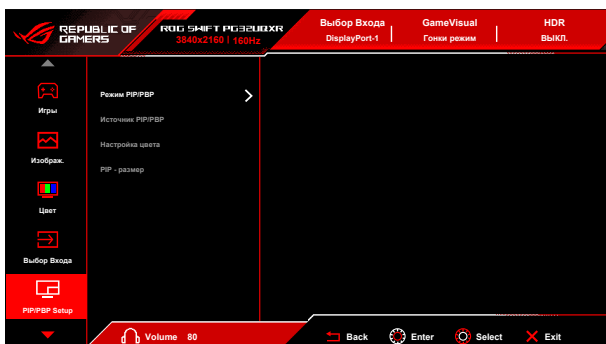 REPUBLIC OF
GAMERS
ROG SWIFT PG32UQXR
3840x2160 | 160Hz
Выбор Входа
DisplayPort-1
GameVisual
Гонки режим
HDR
ВЫКЛ.
Игры
Изображ.
Цвет
Выбор Входа
PIP/PBP Setup
Режим PIP/PBP
Источник PIP/PBP
Настройка цвета
PIP - размер
Volume 80
Back
Enter
Select
Exit